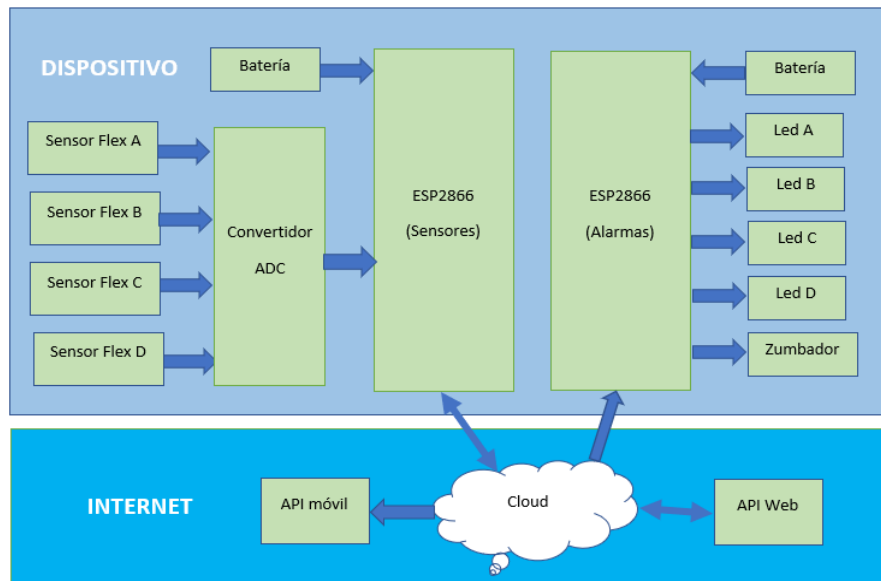 DISPOSITIVO
Batería
Batería
Sensor Flex A
Sensor Flex B
Sensor Flex C
Sensor Flex D
Convertidor
ADC
ESP2866
(Sensores)
ESP2866
(Alarmas)
Led A
Led B
Led C
Led D
Zumbador
INTERNET
API móvil
Cloud
API Web